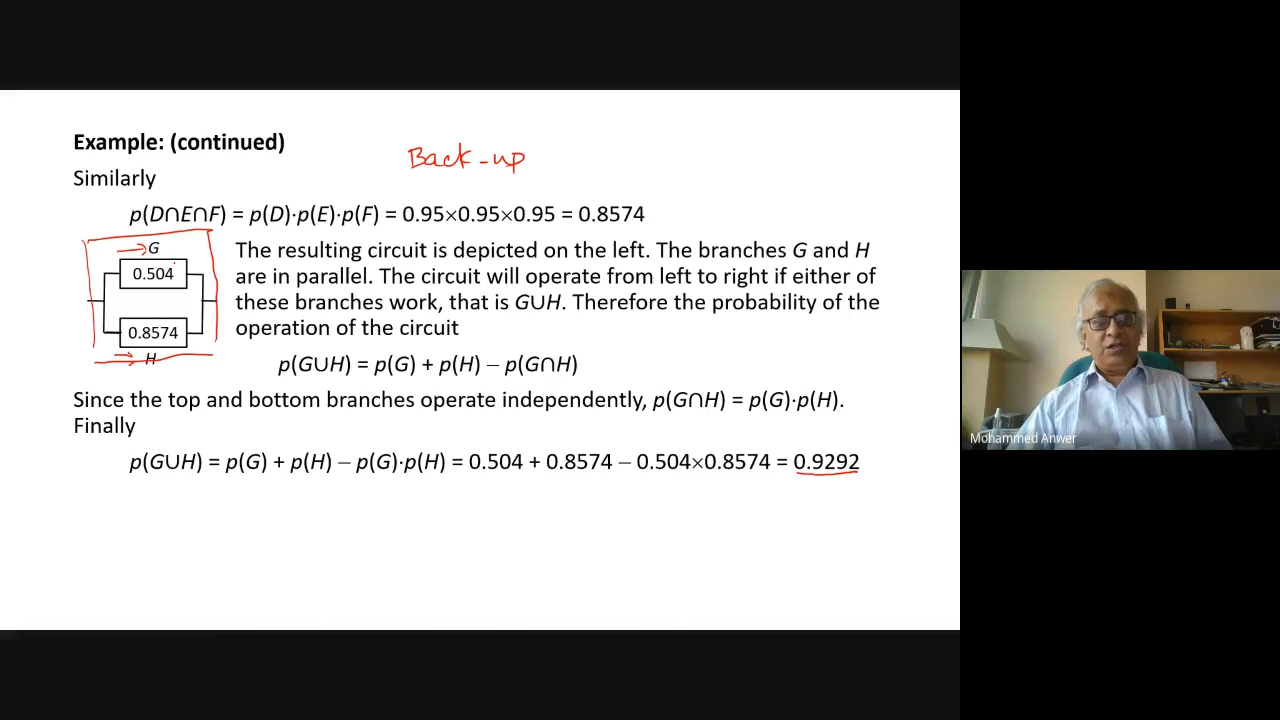 Example: (continued)
Back-up
Similarly
p(D∩E∩F) = p(D)·p(E)·p(F) = 0.95×0.95×0.95 = 0.8574
G
0.504
0.8574
H
The resulting circuit is depicted on the left. The branches G and H
are in parallel. The circuit will operate from left to right if either of
these branches work, that is G∪H. Therefore the probability of the
operation of the circuit
p(G∪H) = p(G) + p(H) − p(G∩H)
Since the top and bottom branches operate independently, p(G∩H) = p(G)·p(H).
Finally
p(G∪H) = p(G) + p(H) − p(G)·p(H) = 0.504 + 0.8574 − 0.504×0.8574 = 0.9292
Mohammed Anwer